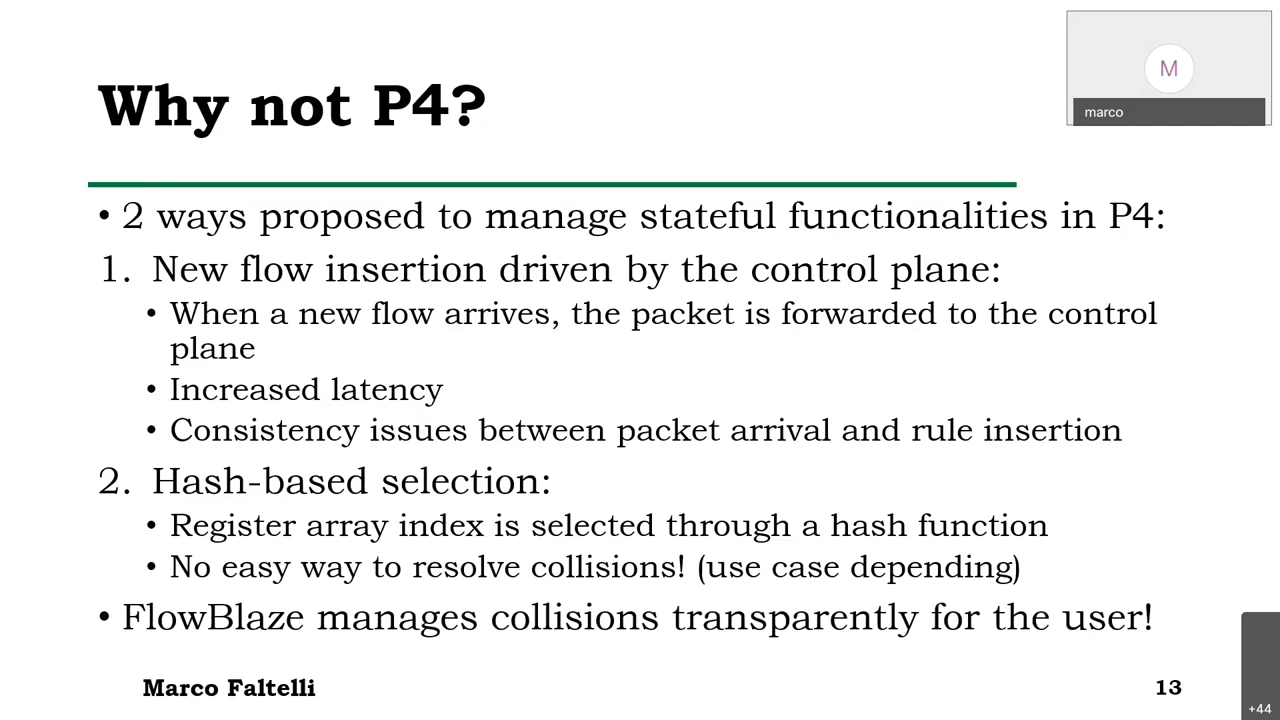 Why not P4?
M
marco
• 2 ways proposed to manage stateful functionalities in P4:
1. New flow insertion driven by the control plane:
• When a new flow arrives, the packet is forwarded to the control
plane
• Increased latency
• Consistency issues between packet arrival and rule insertion
2. Hash-based selection:
• Register array index is selected through a hash function
• No easy way to resolve collisions! (use case depending)
• FlowBlaze manages collisions transparently for the user!
Marco Faltelli
13
+44